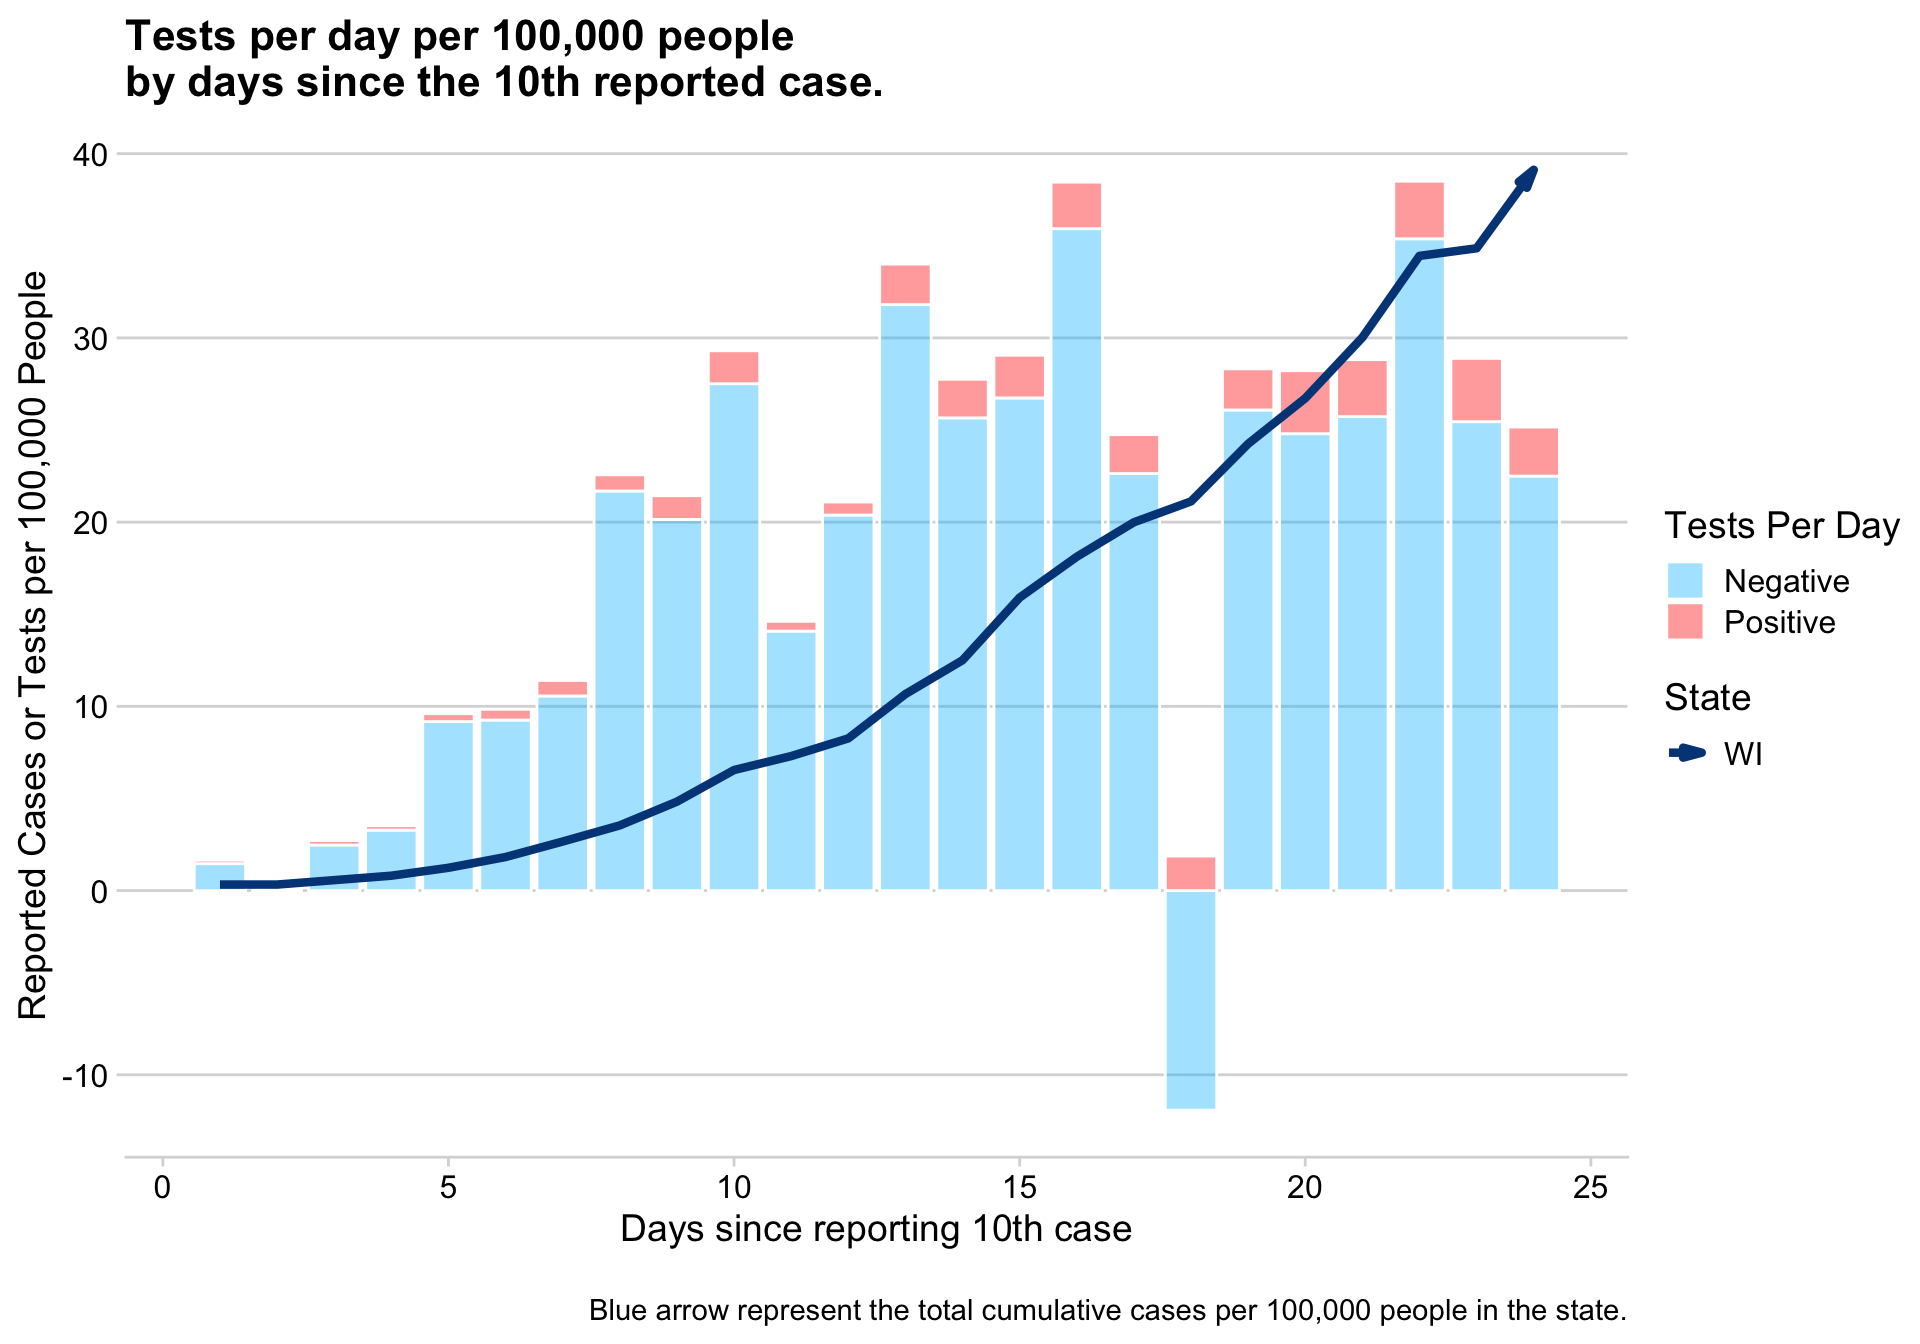 Tests per day per 100,000 people
by days since the 10th reported case.
Reported Cases or Tests per 100,000 People
40
30
20
10
0
-10
0
5
10
15
20
25
Days since reporting 10th case
Tests Per Day
Negative
Positive
State
WI
Blue arrow represent the total cumulative cases per 100,000 people in the state.